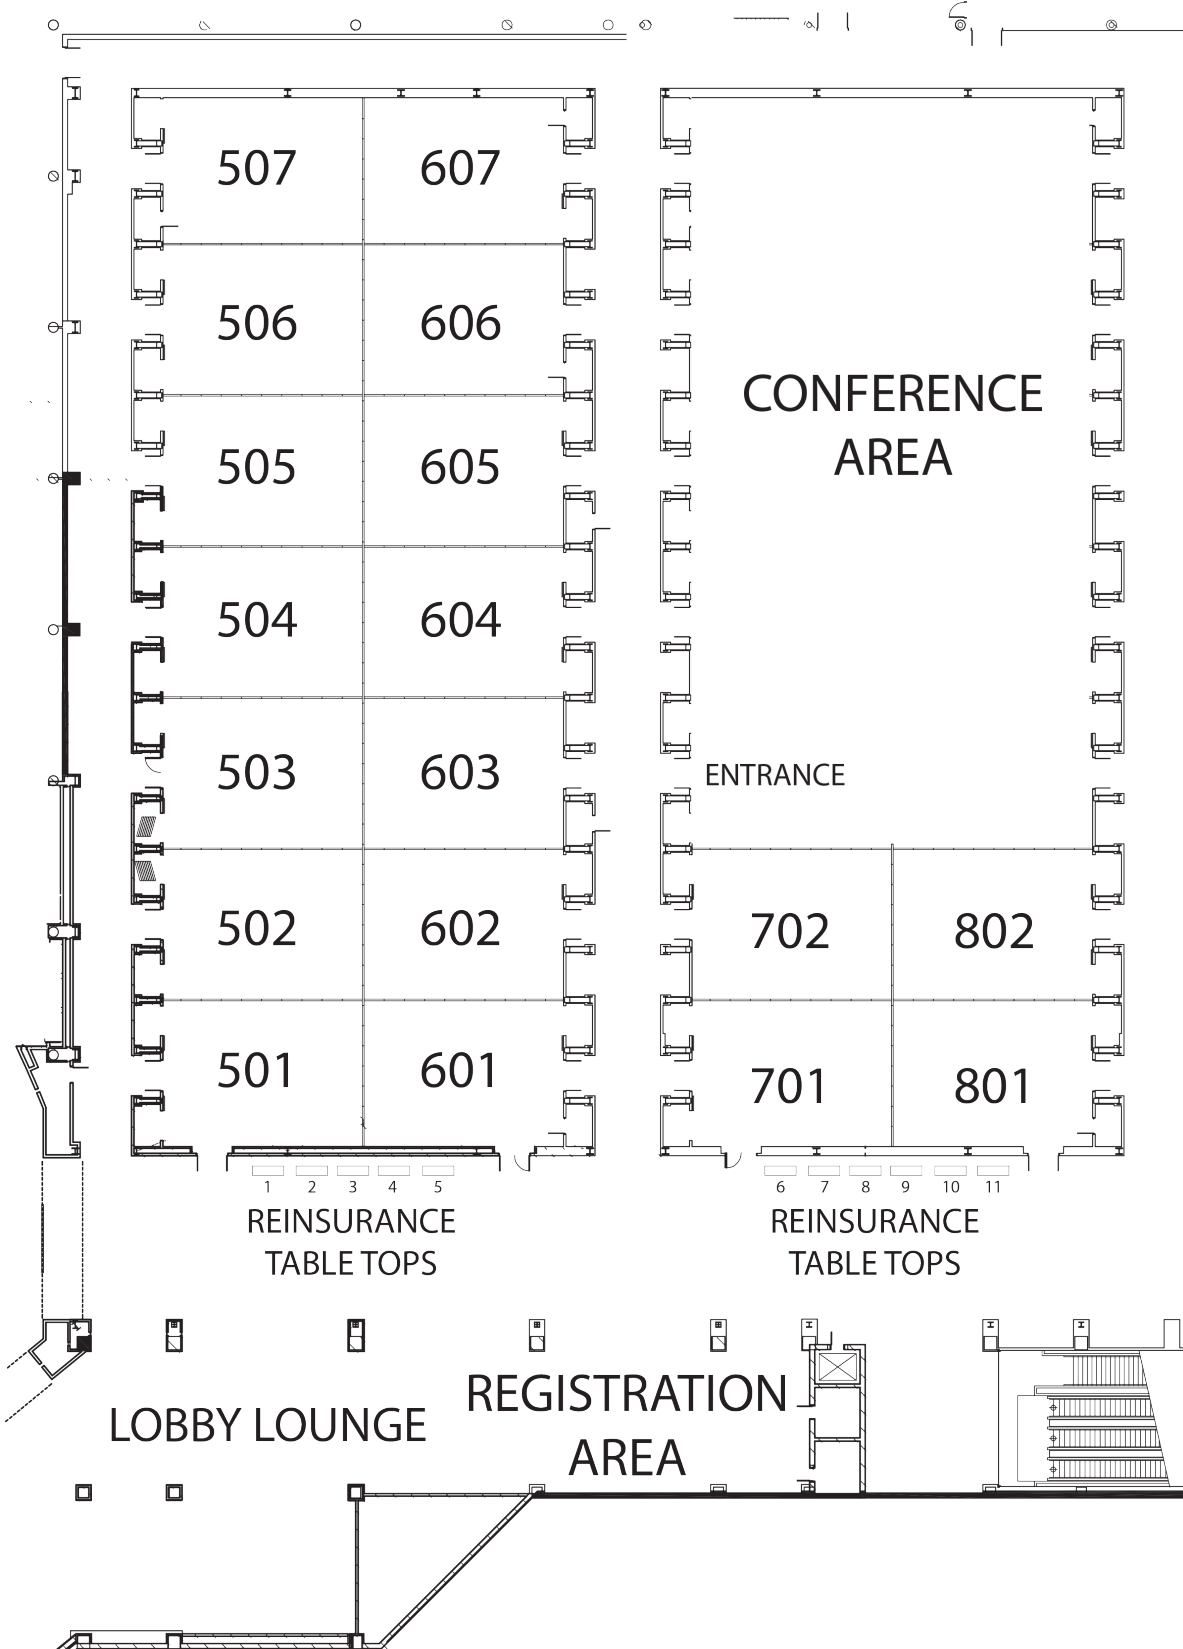 507 607
506 606
CONFERENCE
AREA
505 605
504 604
503 603
ENTRANCE
502 602
702 802
501 601
701 801
1 2 3 4 5
6 7 8 9 10 11
REINSURANCE
TABLE TOPS
REINSURANCE
TABLE TOPS
REGISTRATION
AREA
LOBBY LOUNGE